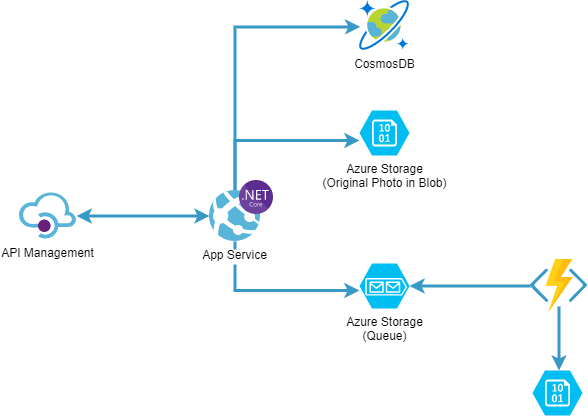 CosmosDB
10
01
Azure Storage
(Original Photo in Blob)
.NET
Core
API Management
App Service
Azure Storage
(Queue)
10
01